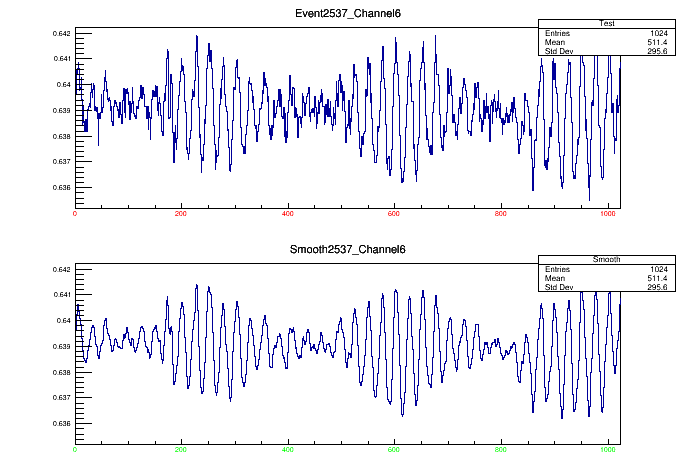 Event2537_Channel6
Test
Entries 1024
Mean 511.4
Std Dev 295.6
0.642
0.641
0.64
0.639
0.638
0.637
0.636
0 200 400 600 800 1000
Smooth2537_Channel6
Smooth
Entries 1024
Mean 511.4
Std Dev 295.6
0.642
0.641
0.64
0.639
0.638
0.637
0.636
0 200 400 600 800 1000